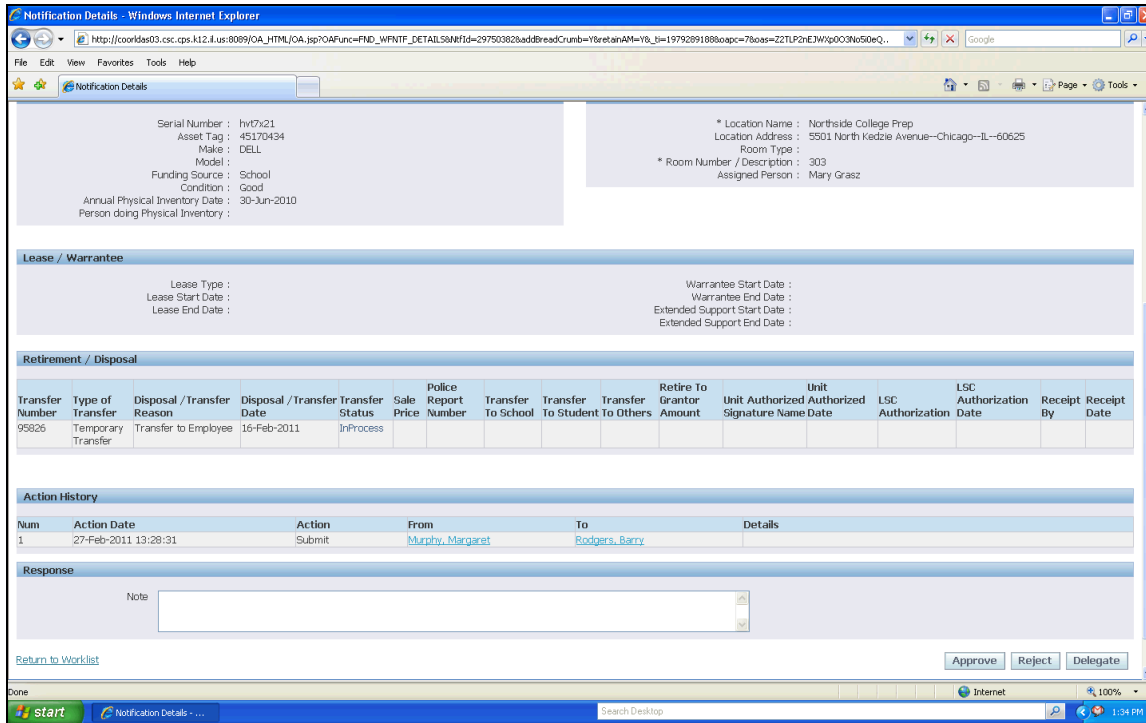 Notification Details - Windows Internet Explorer
http://coorldas03.csc.cps.k12.il.us:8089/OA_HTML/OA.jsp?OAFunc=FND_WFNTF_DETAILS&NtfId=29750382&addBreadCrumb=Y&retainAM=Y&_ti=1979289188&oapc=7&oas=Z2TLP2nEJWXp0O3No5i0eQ.. Google
File Edit View Favorites Tools Help
Notification Details Page Tools
Serial Number : hvt7x21
Asset Tag : 45170434
Make : DELL
Model :
Funding Source : School
Condition : Good
Annual Physical Inventory Date : 30-Jun-2010
Person doing Physical Inventory :
* Location Name : Northside College Prep
Location Address : 5501 North Kedzie Avenue--Chicago--IL--60625
Room Type :
* Room Number / Description : 303
Assigned Person : Mary Grasz
Lease / Warrantee
Lease Type :
Lease Start Date :
Lease End Date :
Warrantee Start Date :
Warrantee End Date :
Extended Support Start Date :
Extended Support End Date :
Retirement / Disposal
Transfer Number Type of Transfer Disposal /Transfer Reason Disposal /Transfer Date Transfer Status Sale Price Police Report Number Transfer To School Transfer To Student Transfer To Others Retire To Grantor Amount Unit Authorized Signature Name Unit Authorized Date LSC Authorization LSC Authorization Date Receipt By Receipt Date
95826 Temporary Transfer Transfer to Employee 16-Feb-2011 InProcess
Action History
Num Action Date Action From To Details
1 27-Feb-2011 13:28:31 Submit Murphy, Margaret Rodgers, Barry
Response
Note
Return to Worklist Approve Reject Delegate
Done Internet 100%
start Notification Details - ... Search Desktop 1:34 PM